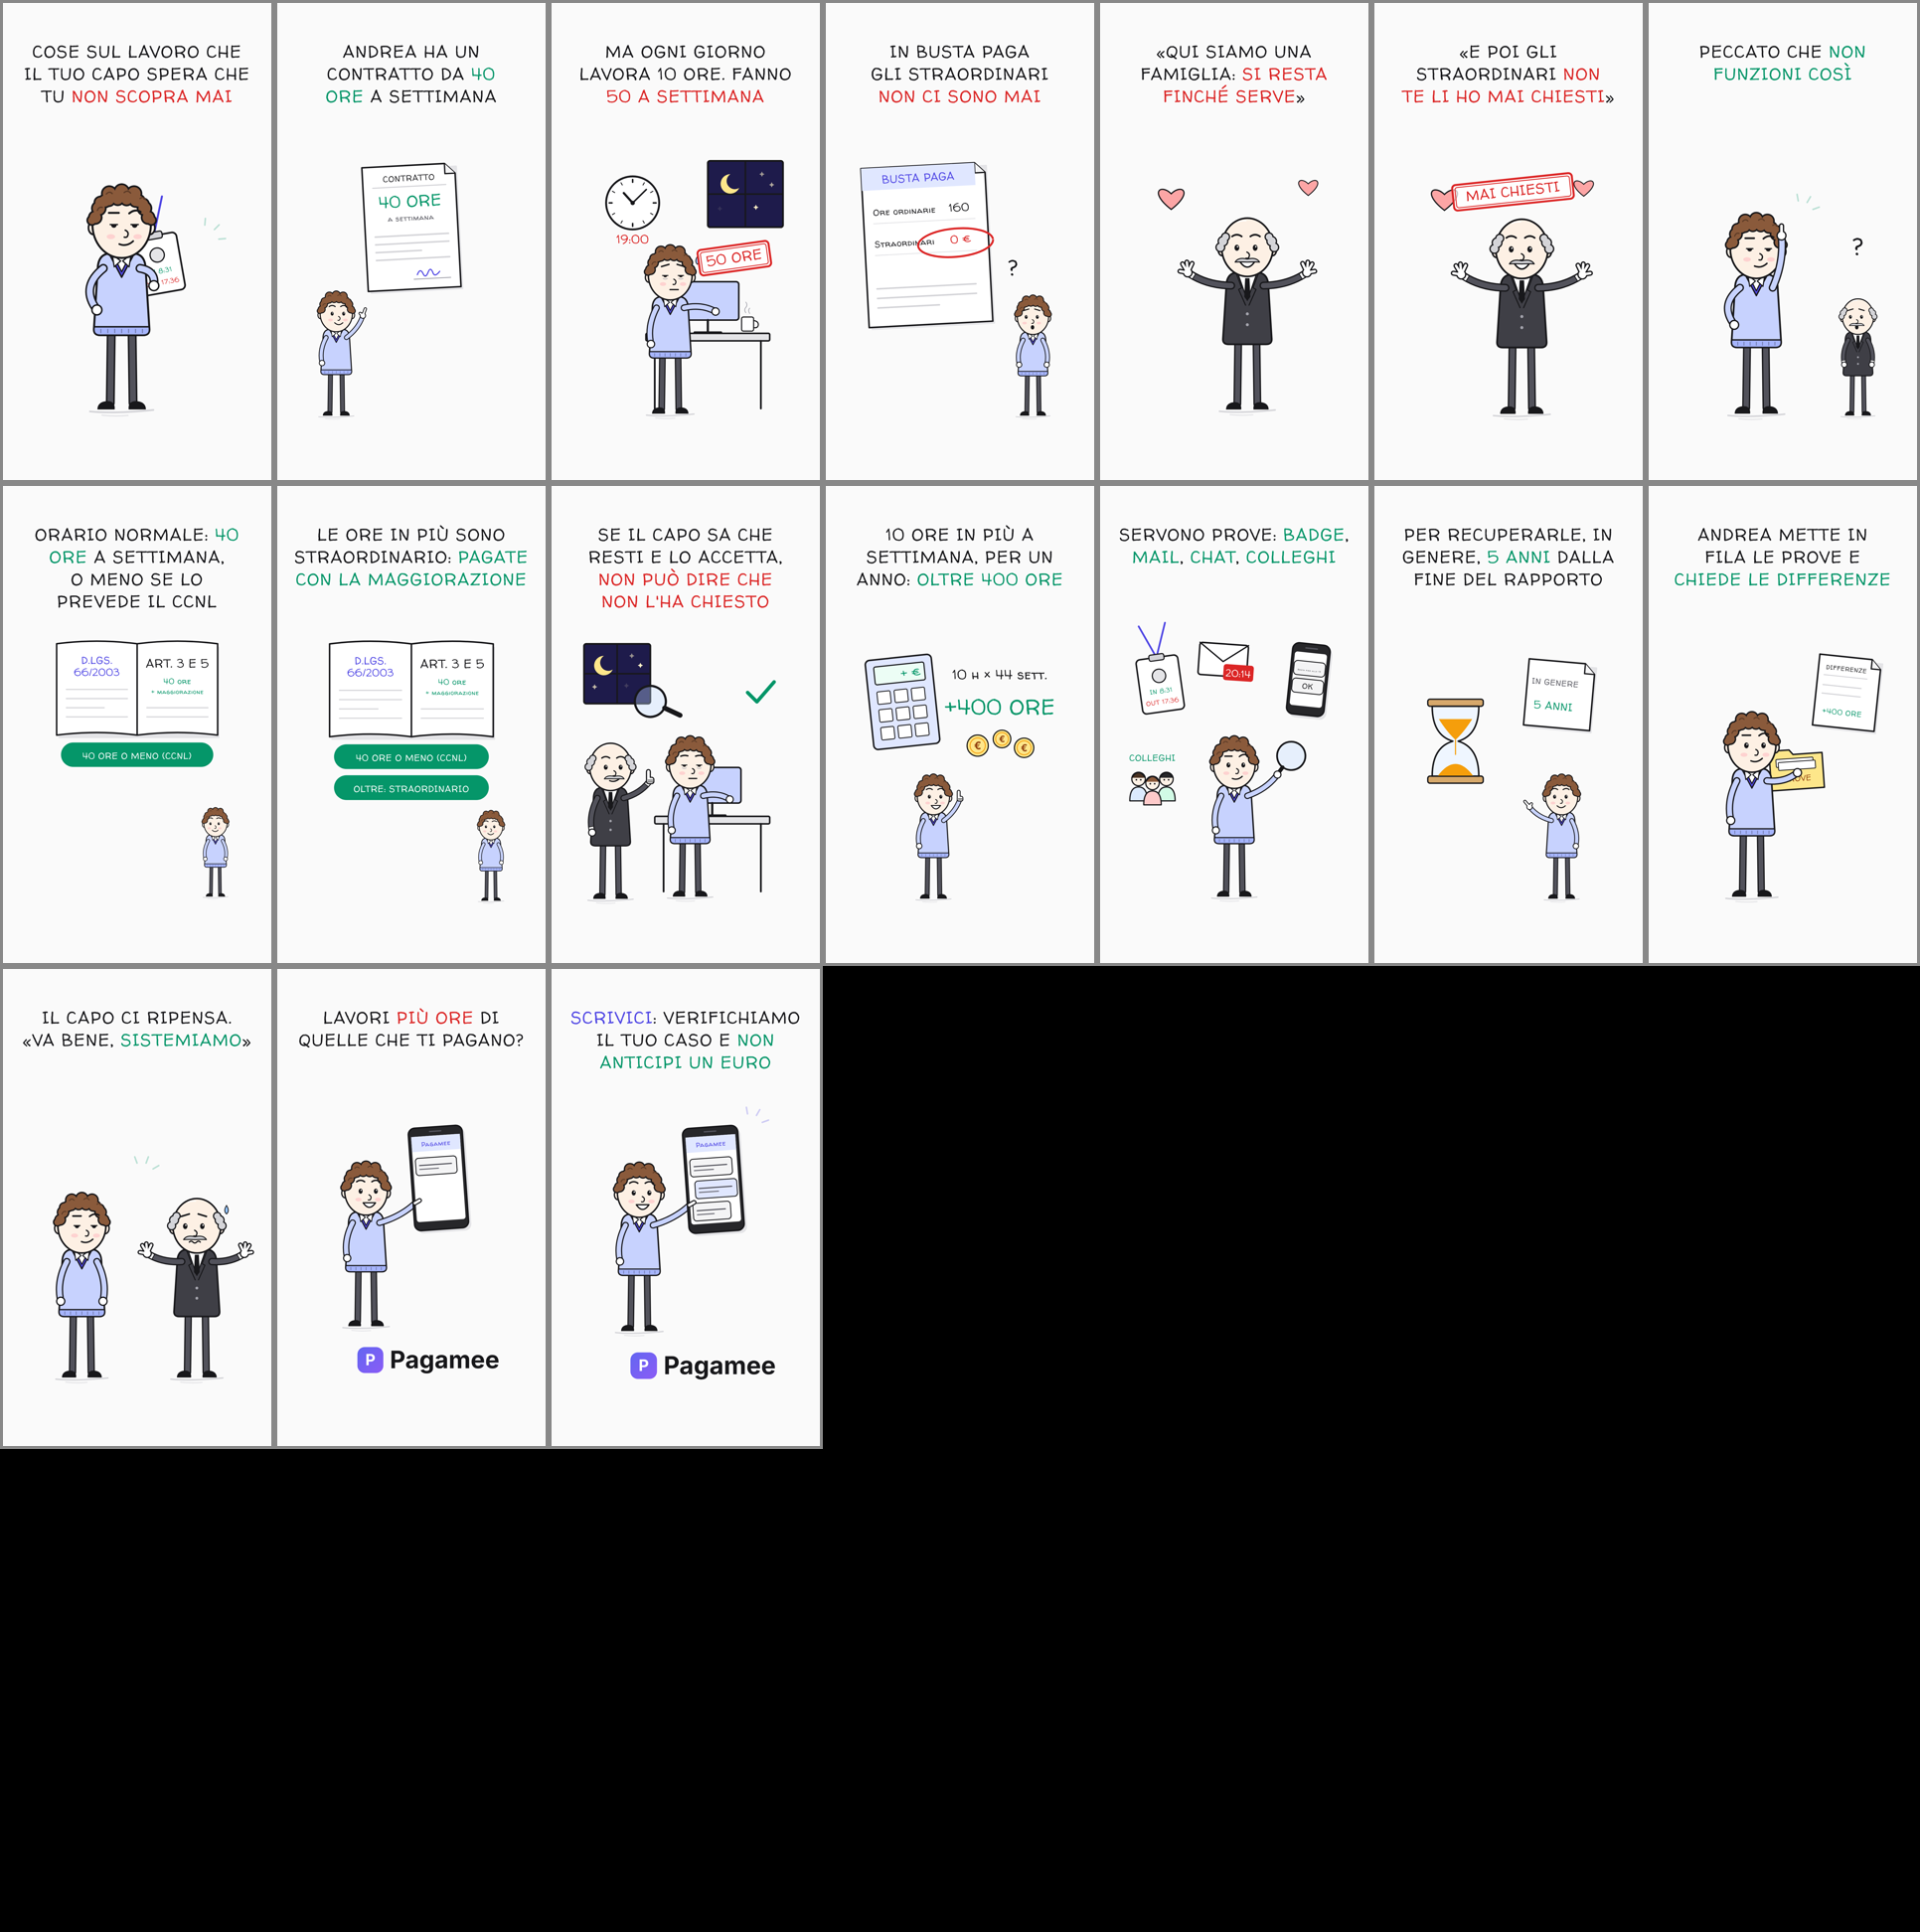 COSE SUL LAVORO CHE
IL TUO CAPO SPERA CHE
TU NON SCOPRA MAI
8:31
17:36
ANDREA HA UN
CONTRATTO DA 40
ORE A SETTIMANA
CONTRATTO
40 ORE
A SETTIMANA
MA OGNI GIORNO
LAVORA 10 ORE. FANNO
50 A SETTIMANA
19:00
50 ORE
IN BUSTA PAGA
GLI STRAORDINARI
NON CI SONO MAI
BUSTA PAGA
ORE ORDINARIE 160
STRAORDINARI 0 €
?
«QUI SIAMO UNA
FAMIGLIA: SI RESTA
FINCHÉ SERVE»
«E POI GLI
STRAORDINARI NON
TE LI HO MAI CHIESTI»
MAI CHIESTI
PECCATO CHE NON
FUNZIONI COSÌ
?
ORARIO NORMALE: 40
ORE A SETTIMANA,
O MENO SE LO
PREVEDE IL CCNL
D.LGS.
66/2003
ART. 3 E 5
40 ORE
+ MAGGIORAZIONE
40 ORE O MENO (CCNL)
LE ORE IN PIÙ SONO
STRAORDINARIO: PAGATE
CON LA MAGGIORAZIONE
D.LGS.
66/2003
ART. 3 E 5
40 ORE
+ MAGGIORAZIONE
40 ORE O MENO (CCNL)
OLTRE: STRAORDINARIO
SE IL CAPO SA CHE
RESTI E LO ACCETTA,
NON PUÒ DIRE CHE
NON L'HA CHIESTO
10 ORE IN PIÙ A
SETTIMANA, PER UN
ANNO: OLTRE 400 ORE
+ €
10 H × 44 SETT.
+400 ORE
€ € €
SERVONO PROVE: BADGE,
MAIL, CHAT, COLLEGHI
IN 8:31
OUT 17:36
20:14
OK
COLLEGHI
PER RECUPERARLE, IN
GENERE, 5 ANNI DALLA
FINE DEL RAPPORTO
IN GENERE
5 ANNI
ANDREA METTE IN
FILA LE PROVE E
CHIEDE LE DIFFERENZE
DIFFERENZE
+400 ORE
IL CAPO CI RIPENSA.
«VA BENE, SISTEMIAMO»
LAVORI PIÙ ORE DI
QUELLE CHE TI PAGANO?
PAGAMEE
P Pagamee
SCRIVICI: VERIFICHIAMO
IL TUO CASO E NON
ANTICIPI UN EURO
PAGAMEE
P Pagamee